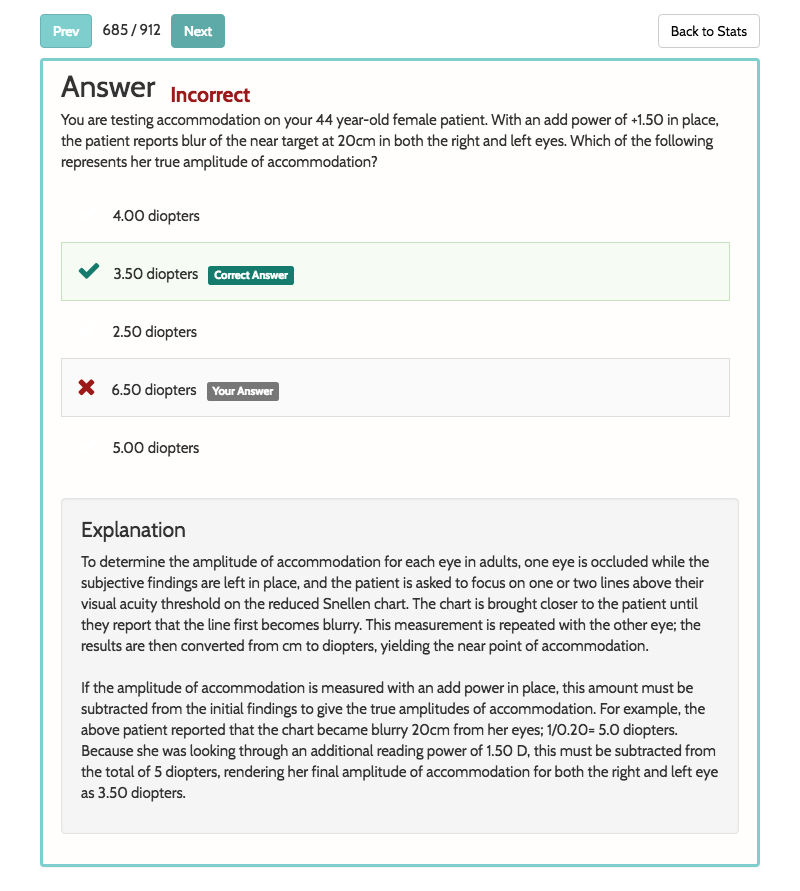 Prev 685 / 912 Next Back to Stats
Answer Incorrect
You are testing accommodation on your 44 year-old female patient. With an add power of +1.50 in place,
the patient reports blur of the near target at 20cm in both the right and left eyes. Which of the following
represents her true amplitude of accommodation?
4.00 diopters
3.50 diopters Correct Answer
2.50 diopters
6.50 diopters Your Answer
5.00 diopters
Explanation
To determine the amplitude of accommodation for each eye in adults, one eye is occluded while the
subjective findings are left in place, and the patient is asked to focus on one or two lines above their
visual acuity threshold on the reduced Snellen chart. The chart is brought closer to the patient until
they report that the line first becomes blurry. This measurement is repeated with the other eye; the
results are then converted from cm to diopters, yielding the near point of accommodation.
If the amplitude of accommodation is measured with an add power in place, this amount must be
subtracted from the initial findings to give the true amplitudes of accommodation. For example, the
above patient reported that the chart became blurry 20cm from her eyes; 1/0.20= 5.0 diopters.
Because she was looking through an additional reading power of 1.50 D, this must be subtracted from
the total of 5 diopters, rendering her final amplitude of accommodation for both the right and left eye
as 3.50 diopters.